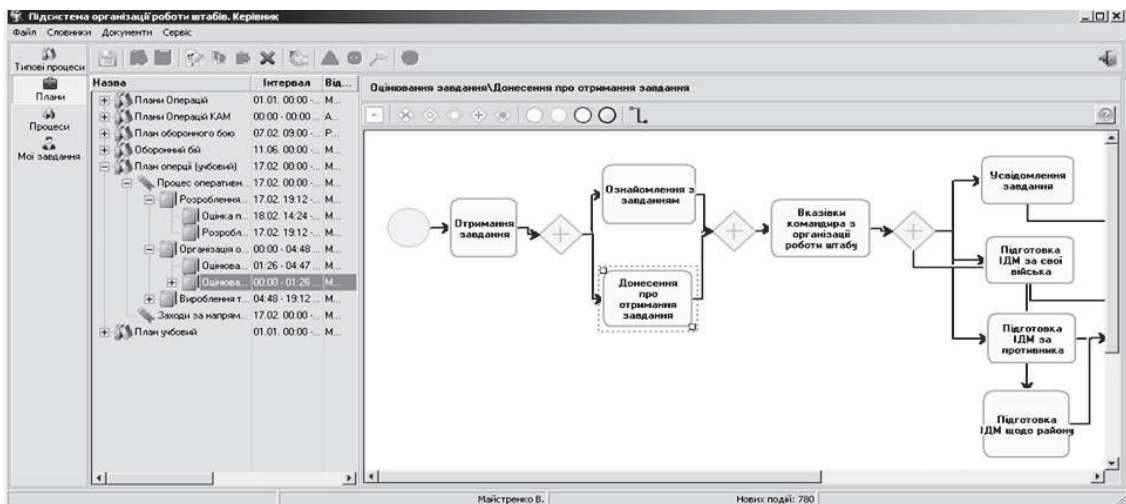 Підсистема організації роботи штабів. Керівник
Файл Словники Документи Сервіс
Типові процеси
Плани
Процеси
Мої завдання
Назва Інтервал Від...
Плани Операцій 01.01. 00:00 -... М...
Плани Операцій КАМ 00:00 - 00:00 ... А...
План оборонного бою 07.02. 09:00 -... Р...
Оборонний бій 11.06. 00:00 -... М...
План оперції (учбовий) 17.02. 00:00 -... М...
Процес оперативн... 17.02. 00:00 -... М...
Розроблення... 17.02. 19:12 -... М...
Оцінка п... 18.02. 14:24 -... М...
Розробл... 17.02. 19:12 -... М...
Організація о... 00:00 - 04:48 ... М...
Оцінюва... 01:26 - 04:47 ... М...
Оцінюва... 00:00 - 01:26 ... М...
Вироблення т... 04:48 - 19:12 ... М...
Заходи за напрям... 17.02. 00:00 -... М...
План учбовий 01.01. 00:00 -... М...
Оцінювання завдання\Донесення про отримання завдання
Отримання
завдання
Ознайомлення з
завданням
Донесення
про
отримання
завдання
Вказівки
командира з
організації
роботи штабу
Усвідомлення
завдання
Підготовка
ІДМ за свої
війська
Підготовка
ІДМ за
противника
Підготовка
ІДМ щодо району
Майстренко В. Нових подій: 780